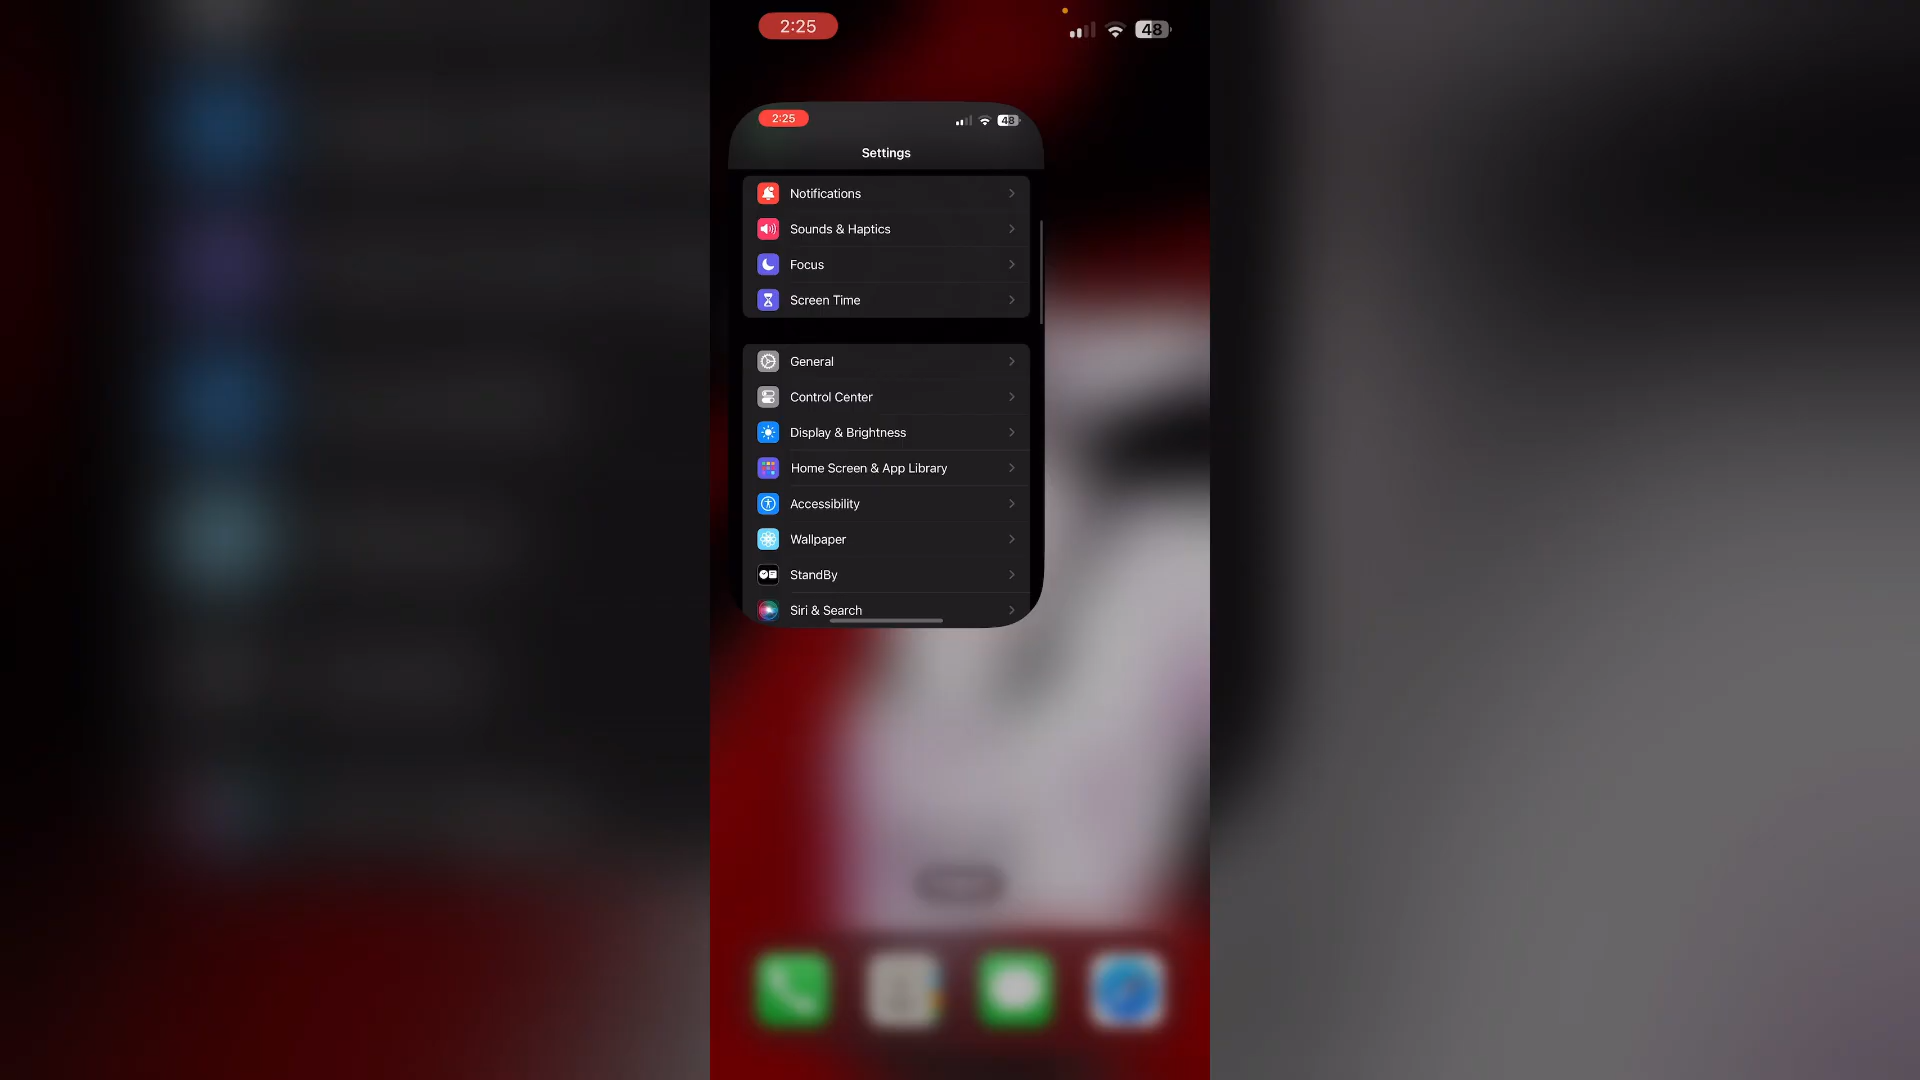 2:25
48
2:25
48
Settings
Notifications
Sounds & Haptics
Focus
Screen Time
General
Control Center
Display & Brightness
Home Screen & App Library
Accessibility
Wallpaper
StandBy
Siri & Search